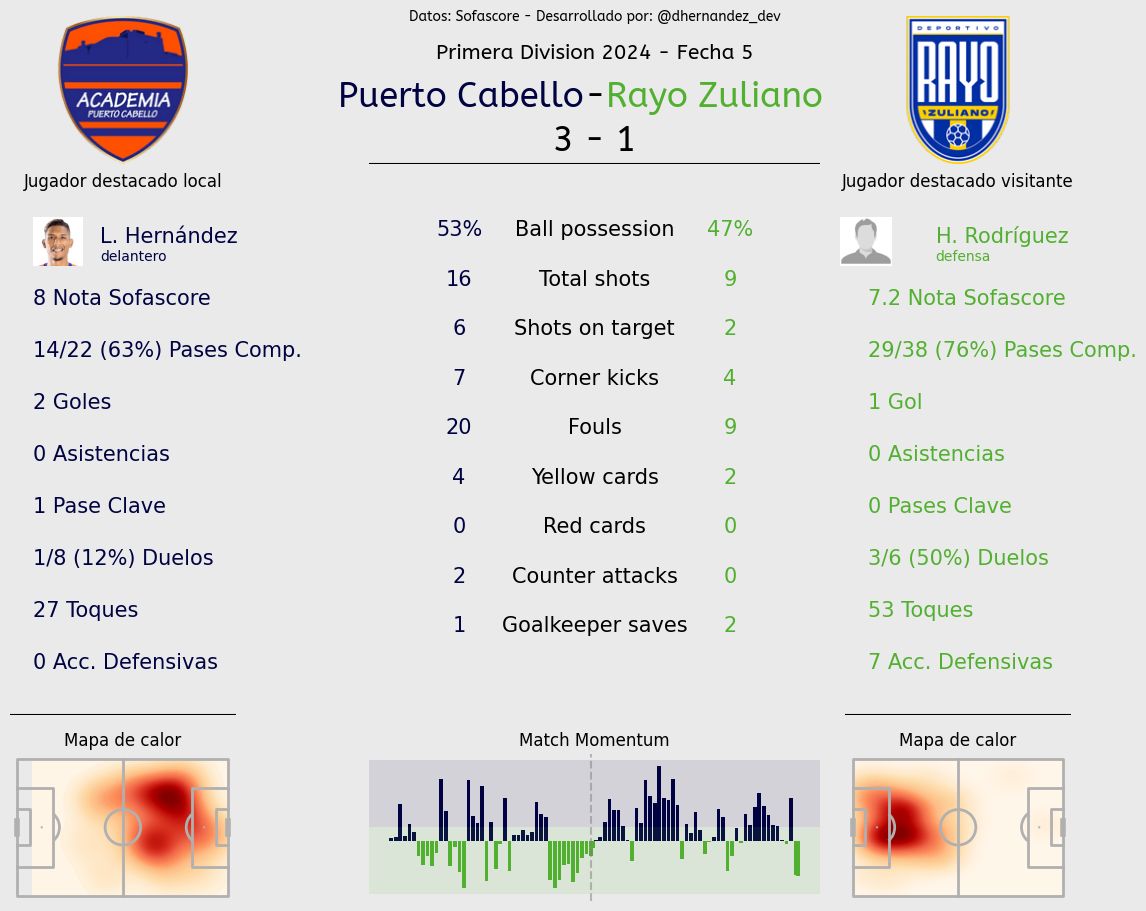 Datos: Sofascore - Desarrollado por: @dhernandez_dev
Primera Division 2024 - Fecha 5
Puerto Cabello-Rayo Zuliano
3 - 1
ACADEMIA
PUERTO CABELLO
DEPORTIVO
RAYO
ZULIANO
Jugador destacado local
L. Hernández
delantero
8 Nota Sofascore
14/22 (63%) Pases Comp.
2 Goles
0 Asistencias
1 Pase Clave
1/8 (12%) Duelos
27 Toques
0 Acc. Defensivas
Mapa de calor
53% Ball possession 47%
16 Total shots 9
6 Shots on target 2
7 Corner kicks 4
20 Fouls 9
4 Yellow cards 2
0 Red cards 0
2 Counter attacks 0
1 Goalkeeper saves 2
Match Momentum
Jugador destacado visitante
H. Rodríguez
defensa
7.2 Nota Sofascore
29/38 (76%) Pases Comp.
1 Gol
0 Asistencias
0 Pases Clave
3/6 (50%) Duelos
53 Toques
7 Acc. Defensivas
Mapa de calor